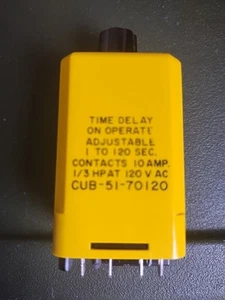 TIME DELAY
ON OPERATE
ADJUSTABLE
1 TO 120 SEC.
CONTACTS 10 AMP.
1/3 HP AT 120 V AC
CUB-51-70120